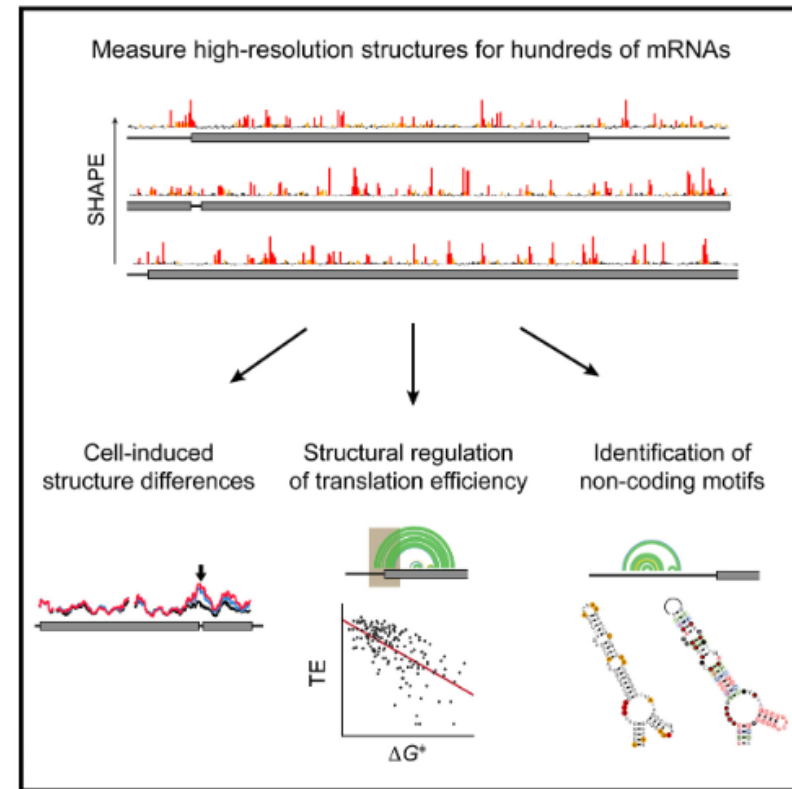 Measure high-resolution structures for hundreds of mRNAs
SHAPE
Cell-induced
structure differences
Structural regulation
of translation efficiency
Identification of
non-coding motifs
TE
ΔG‡